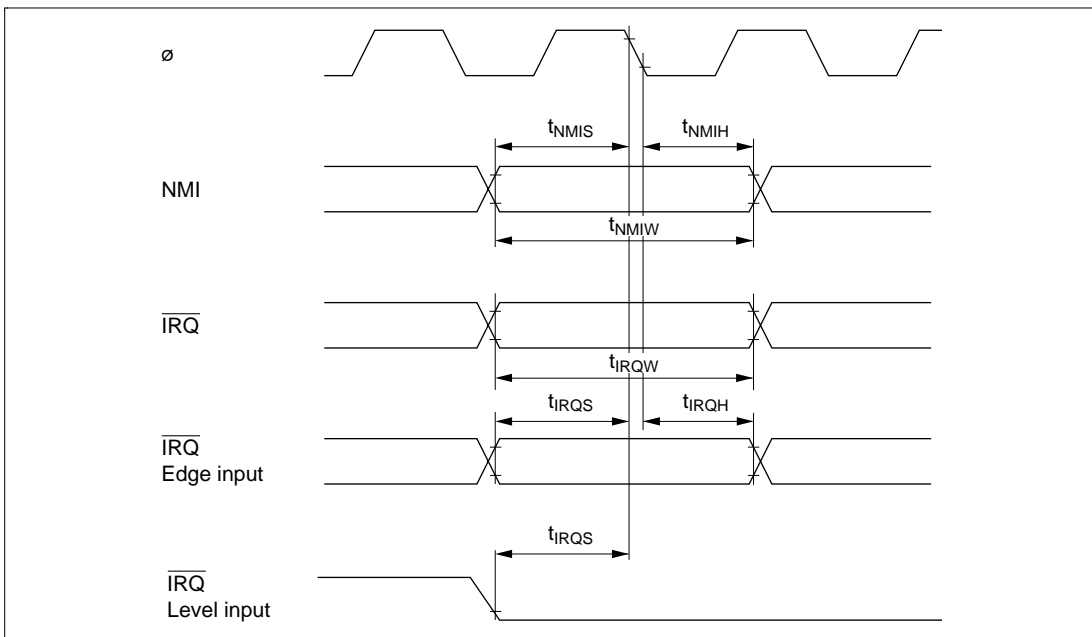 ø
tNMIS
tNMIH
NMI
tNMIW
IRQ
tIRQW
tIRQS
tIRQH
IRQ
Edge input
tIRQS
IRQ
Level input